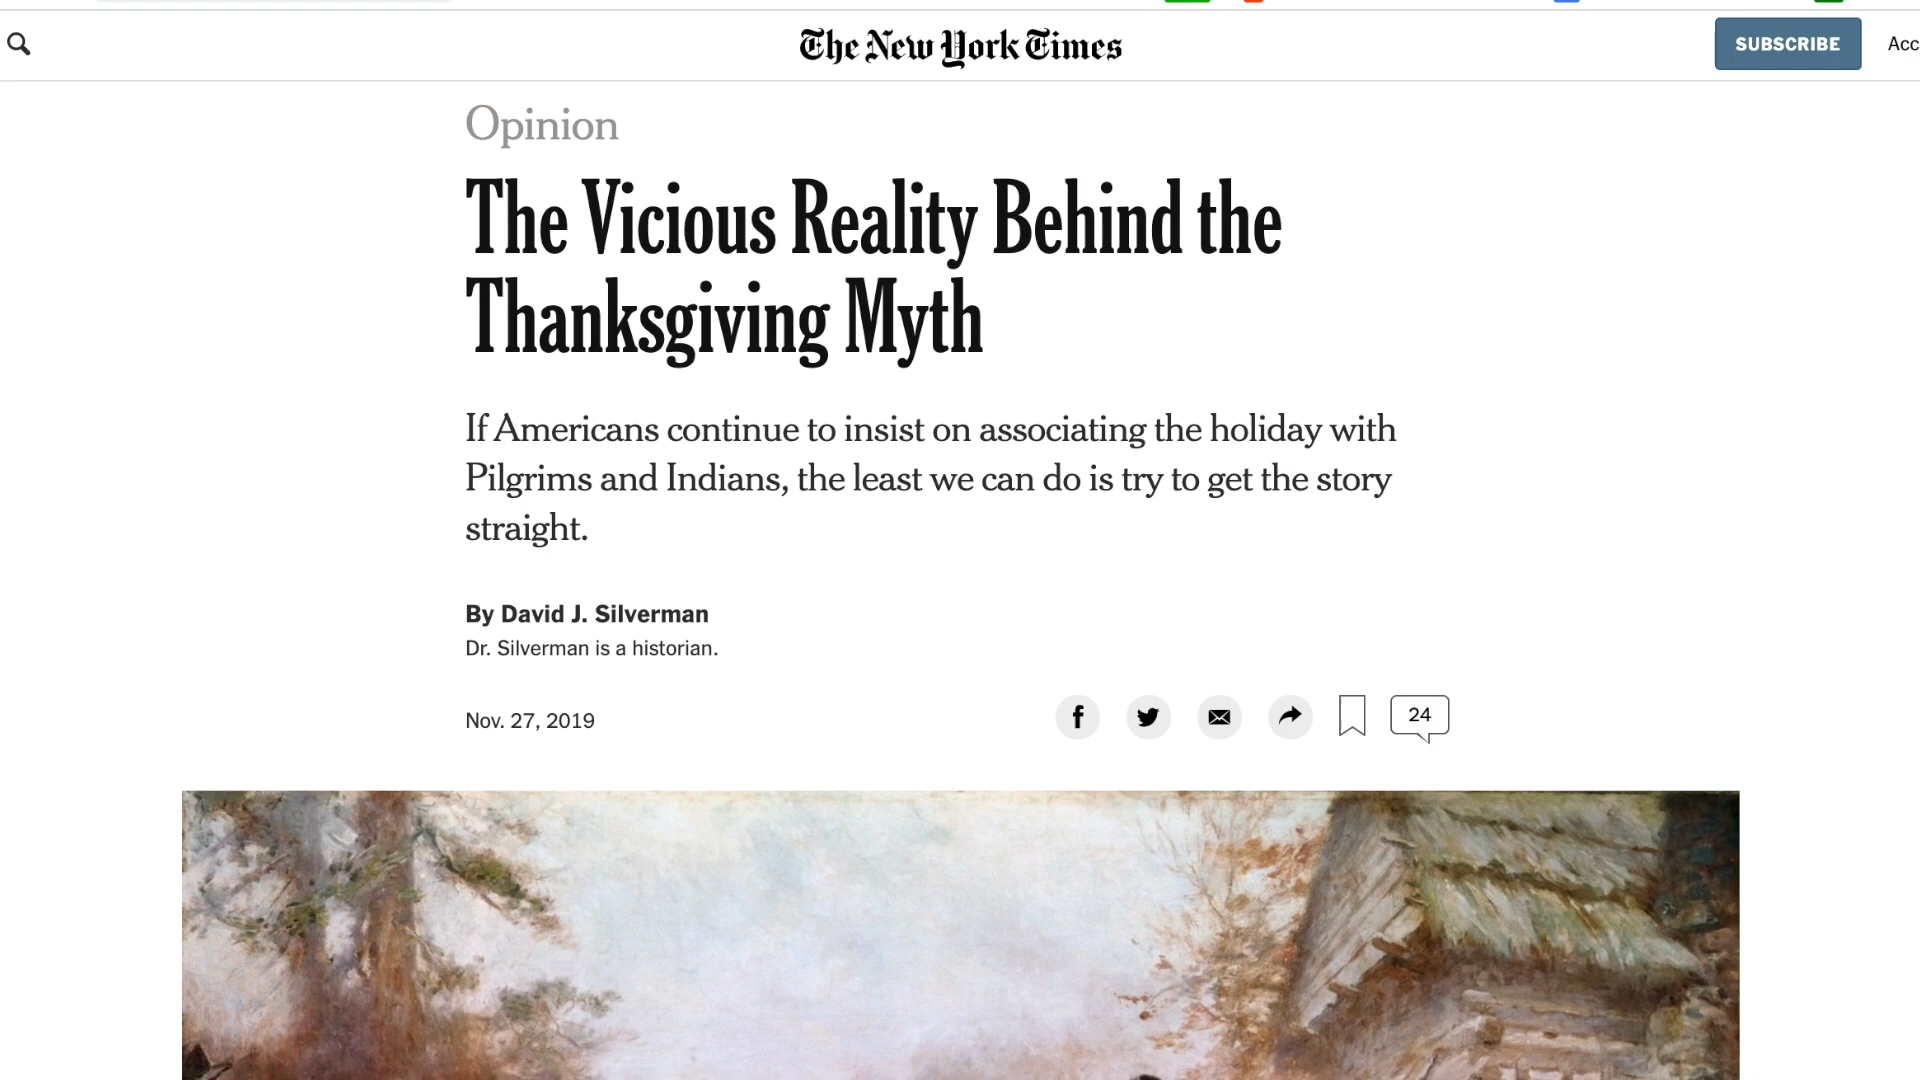 The New York Times
SUBSCRIBE
Acc
Opinion
The Vicious Reality Behind the
Thanksgiving Myth
If Americans continue to insist on associating the holiday with
Pilgrims and Indians, the least we can do is try to get the story
straight.
By David J. Silverman
Dr. Silverman is a historian.
Nov. 27, 2019
24